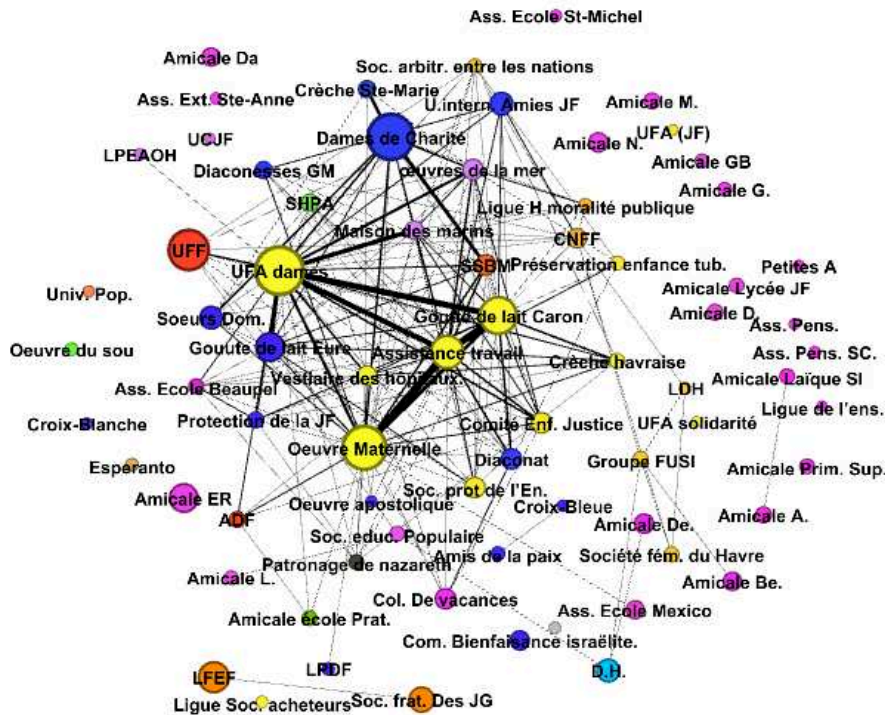 Ass. Ecole St-Michel
Amicale Da
Soc. arbitr. entre les nations
Crèche Ste-Marie
Ass. Ext. Ste-Anne
U.intern. Amies JF
Amicale M.
UFA (JF)
Dames de Charité
UCJF
Amicale N.
LPEAOH
Amicale GB
Diaconesses GM
œuvres de la mer
Amicale G.
SHPA
Ligue H moralité publique
Maison des marins
CNFF
UFF
UFA dames
SSBM
Préservation enfance tub.
Petites A
Amicale Lycée JF
Univ. Pop.
Amicale D.
Soeurs Dom.
Goute de lait Caron
Ass. Pens.
Goute de lait Eure
Assistance travail
Oeuvre du sou
Ass. Pens. SC.
Crèche havraise
Vestiaire des hôpitaux.
Amicale Laïque SI
Ass. Ecole Beaupel
LDH
Ligue de l'ens.
Croix-Blanche
Protection de la JF
Comité Enf. Justice
UFA solidarité
Oeuvre Maternelle
Diaconat
Groupe FUSI
Esperanto
Amicale Prim. Sup.
Soc. prot de l'En.
Amicale ER
Oeuvre apostolique
Croix-Bleue
ADF
Amicale De.
Amicale A.
Soc. educ. Populaire
Amis de la paix
Société fém. du Havre
Patronage de nazareth
Amicale L.
Amicale Be.
Col. De vacances
Ass. Ecole Mexico
Amicale école Prat.
Com. Bienfaisance israëlite.
LPDF
D.H.
LFEF
Soc. frat. Des JG
Ligue Soc. acheteurs